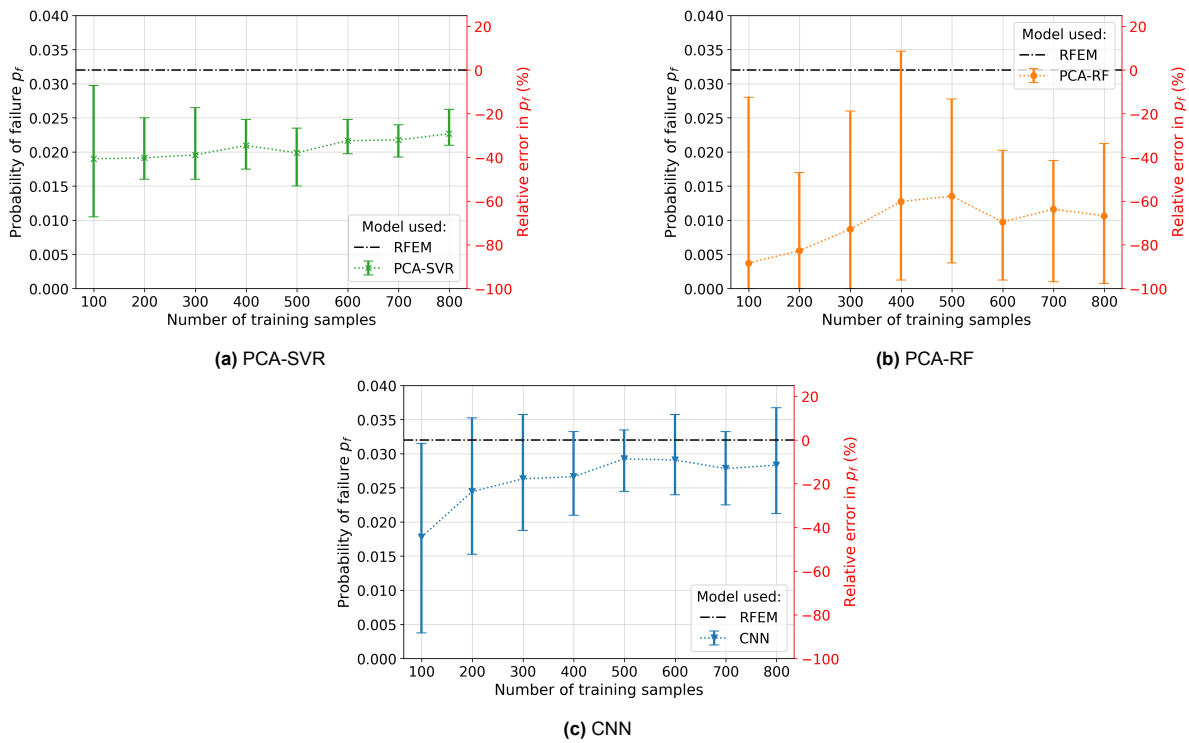 0.040
0.035
0.030
0.025
0.020
0.015
0.010
0.005
0.000
Probability of failure p_f
20
0
−20
−40
−60
−80
−100
Relative error in p_f (%)
Model used:
RFEM
PCA-SVR
100 200 300 400 500 600 700 800
Number of training samples
(a) PCA-SVR
0.040
0.035
0.030
0.025
0.020
0.015
0.010
0.005
0.000
Probability of failure p_f
20
0
−20
−40
−60
−80
−100
Relative error in p_f (%)
Model used:
RFEM
PCA-RF
100 200 300 400 500 600 700 800
Number of training samples
(b) PCA-RF
0.040
0.035
0.030
0.025
0.020
0.015
0.010
0.005
0.000
Probability of failure p_f
20
0
−20
−40
−60
−80
−100
Relative error in p_f (%)
Model used:
RFEM
CNN
100 200 300 400 500 600 700 800
Number of training samples
(c) CNN